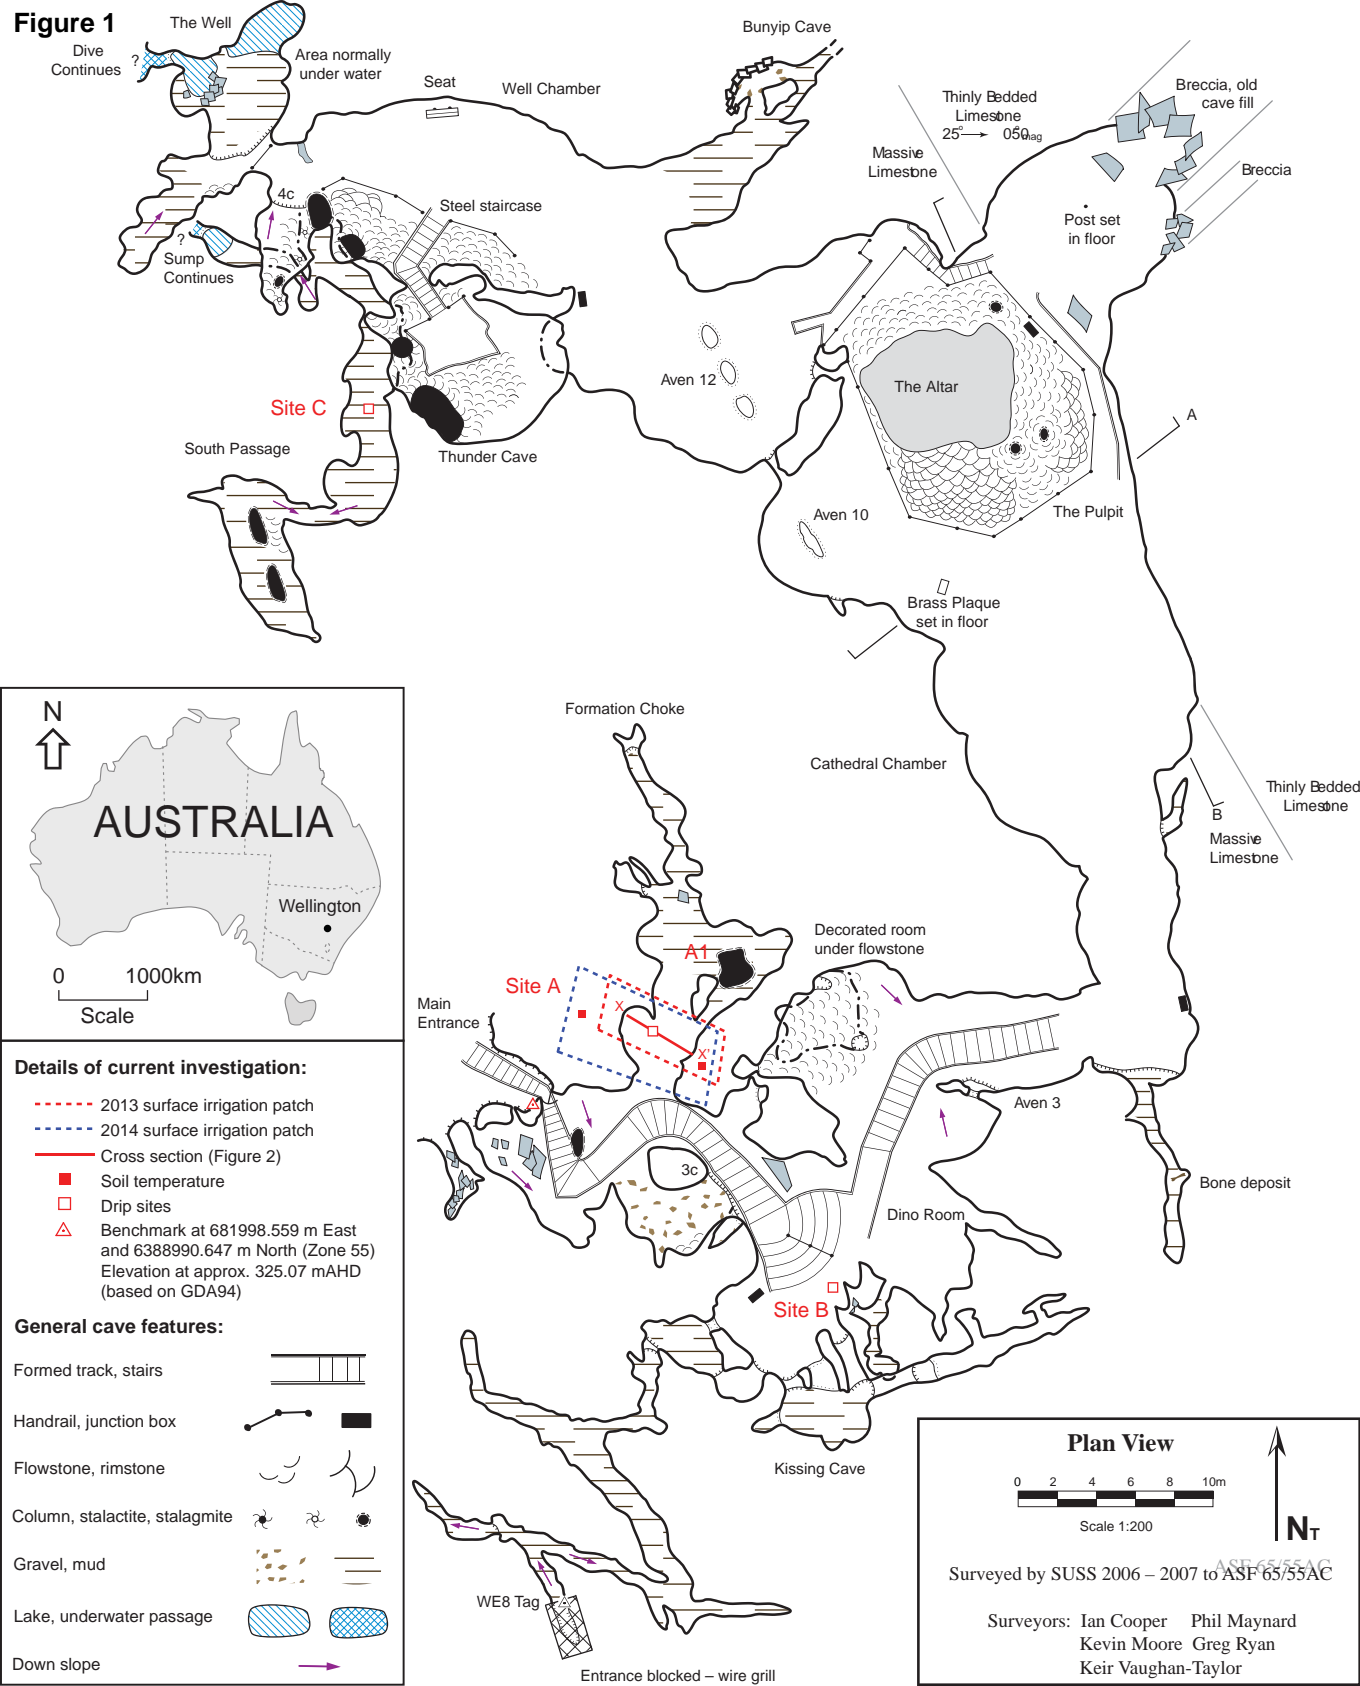 Figure 1
The Well
Dive
Continues
?
Area normally
under water
Seat
Well Chamber
Bunyip Cave
Thinly Bedded
Limestone
25° → 050°mag
Massive
Limestone
Breccia, old
cave fill
Breccia
Post set
in floor
4c
Steel staircase
?
Sump
Continues
Aven 12
The Altar
A
Site C
South Passage
Thunder Cave
Aven 10
The Pulpit
Brass Plaque
set in floor
N
AUSTRALIA
Wellington
0 1000km
Scale
Formation Choke
Cathedral Chamber
Thinly Bedded
Limestone
B
Massive
Limestone
Decorated room
under flowstone
A1
Site A
X
X'
Main
Entrance
Aven 3
3c
Bone deposit
Dino Room
Site B
Kissing Cave
WE8 Tag
Entrance blocked – wire grill
Details of current investigation:
2013 surface irrigation patch
2014 surface irrigation patch
Cross section (Figure 2)
Soil temperature
Drip sites
Benchmark at 681998.559 m East
and 6388990.647 m North (Zone 55)
Elevation at approx. 325.07 mAHD
(based on GDA94)
General cave features:
Formed track, stairs
Handrail, junction box
Flowstone, rimstone
Column, stalactite, stalagmite
Gravel, mud
Lake, underwater passage
Down slope
Plan View
0 2 4 6 8 10m
Scale 1:200
NT
ASF 65/55AC
Surveyed by SUSS 2006 – 2007 to ASF 65/55AC
Surveyors: Ian Cooper Phil Maynard
Kevin Moore Greg Ryan
Keir Vaughan-Taylor